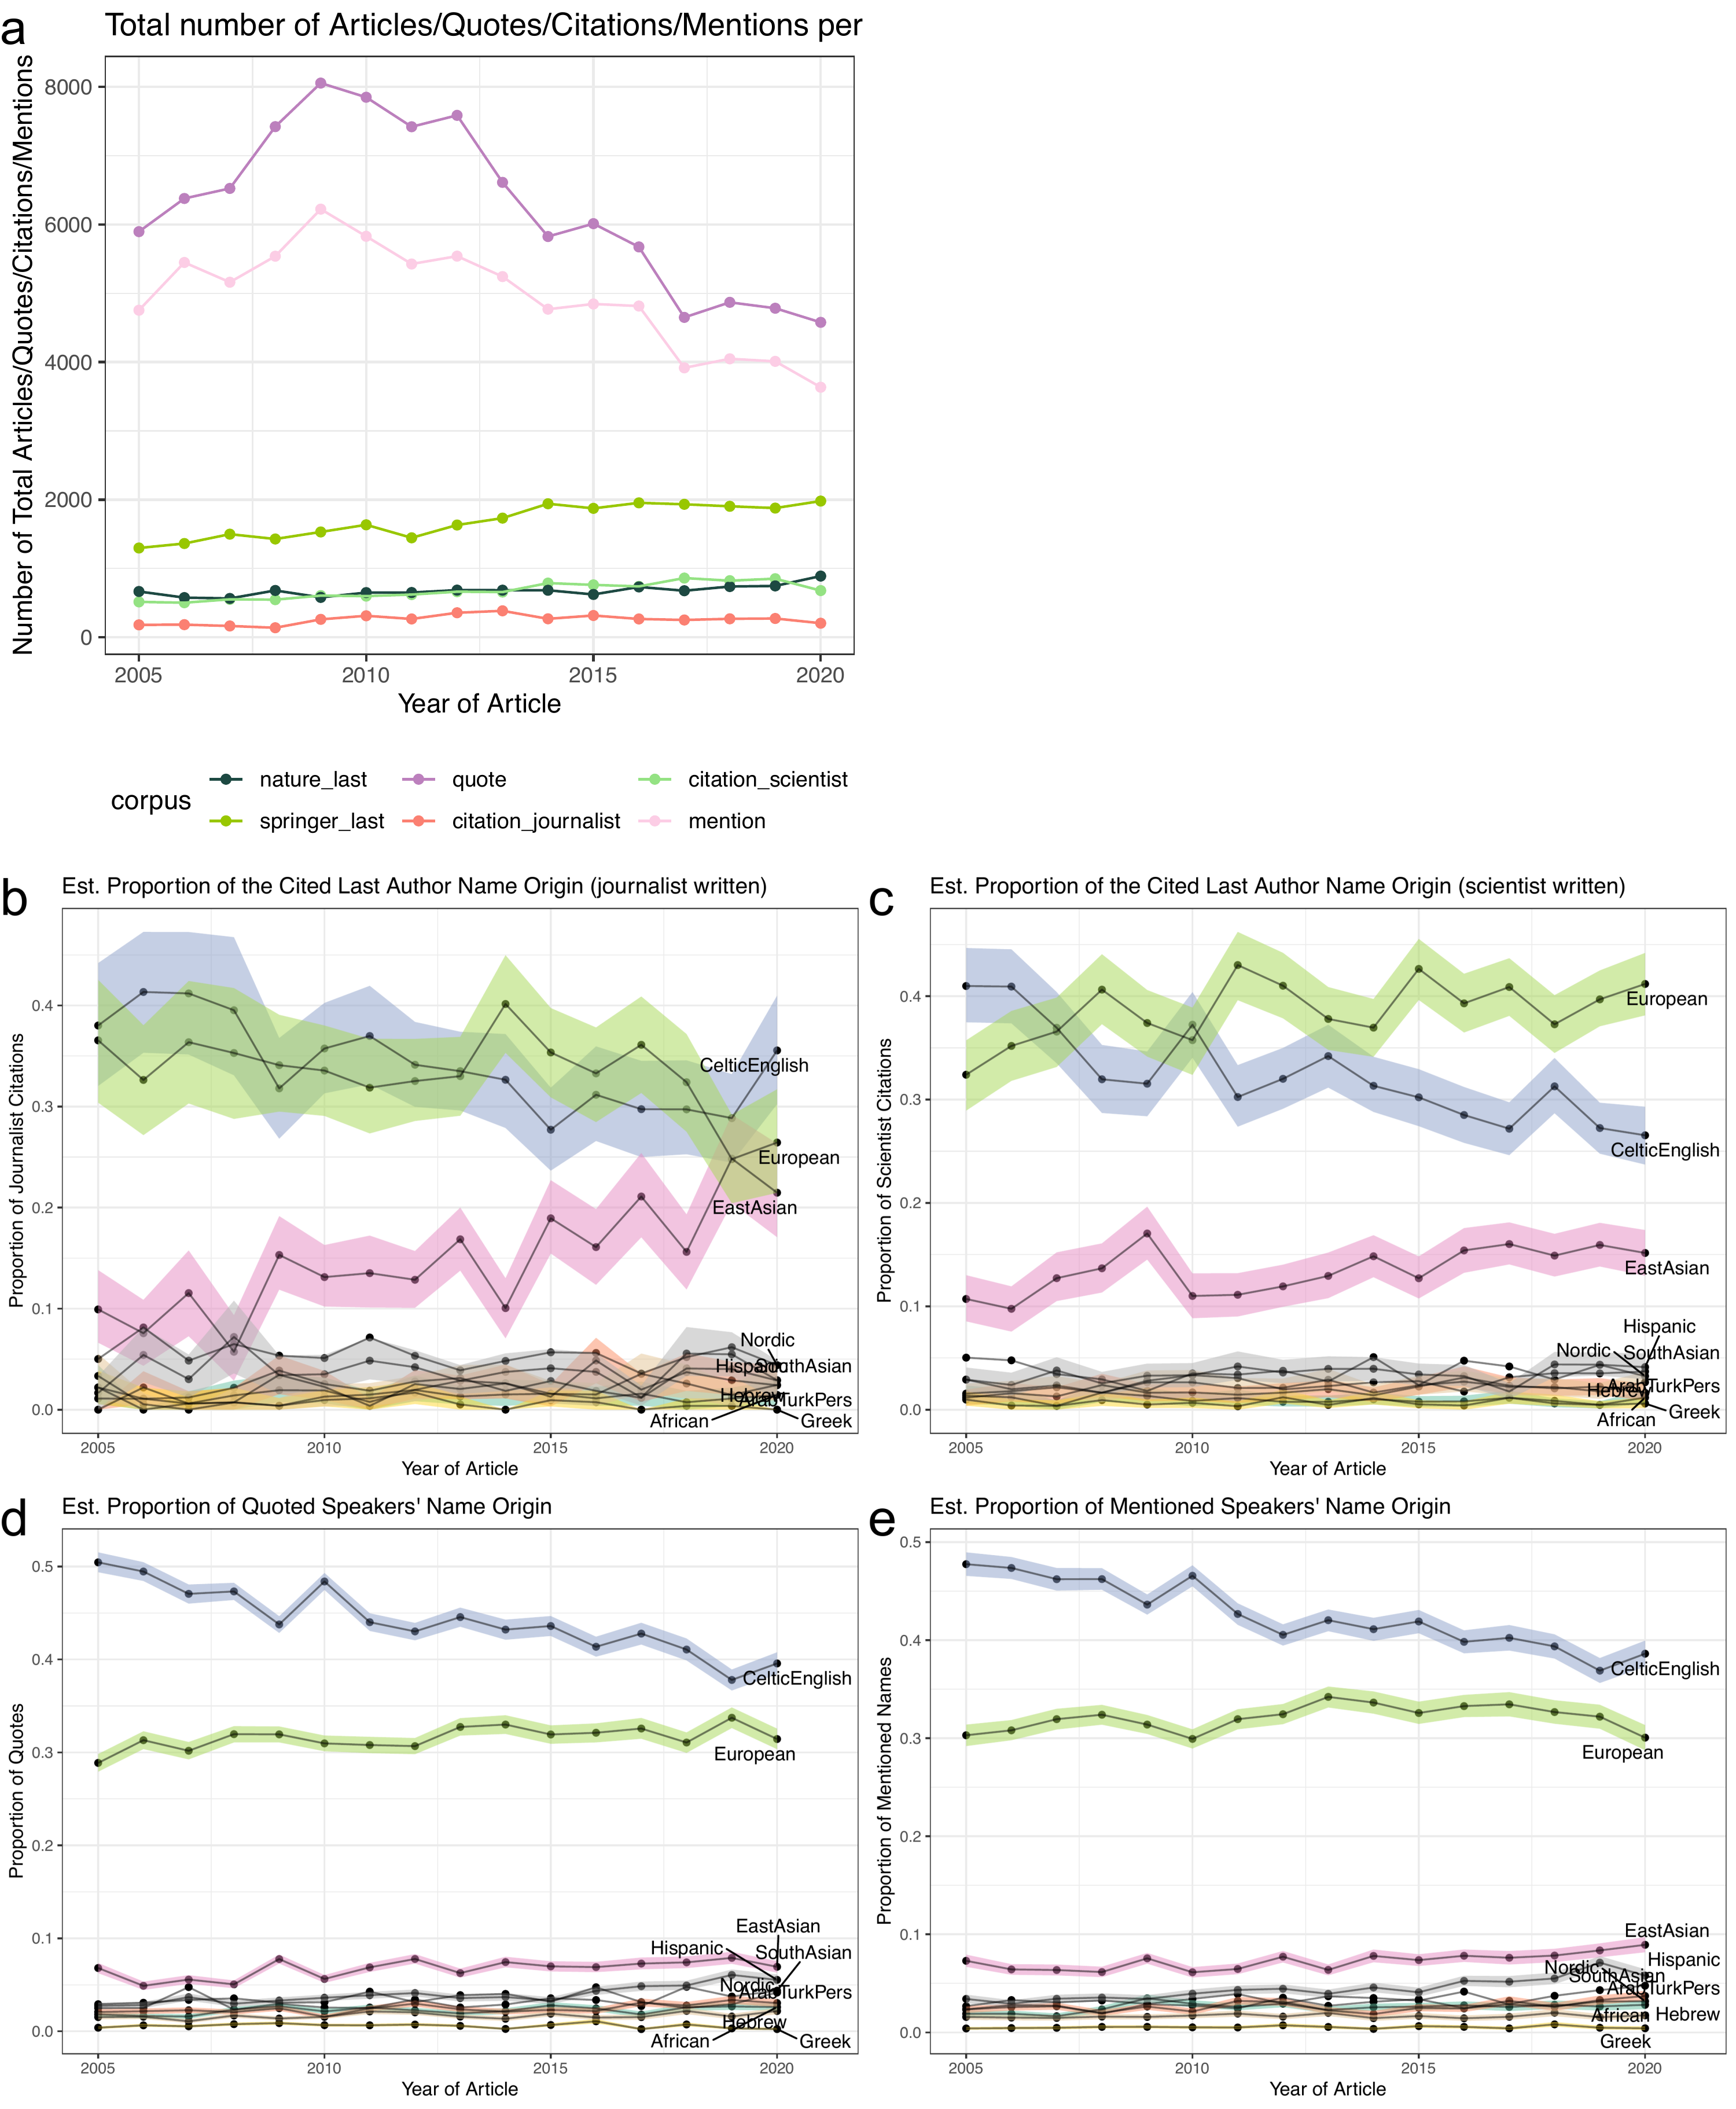 a
Total number of Articles/Quotes/Citations/Mentions per
Number of Total Articles/Quotes/Citations/Mentions
8000
6000
4000
2000
0
2005 2010 2015 2020
Year of Article
corpus
nature_last quote citation_scientist
springer_last citation_journalist mention
b
Est. Proportion of the Cited Last Author Name Origin (journalist written)
Proportion of Journalist Citations
0.4
0.3
0.2
0.1
0.0
CelticEnglish
European
EastAsian
Nordic
Hispanic SouthAsian
Hebrew
ArabTurkPers
African
Greek
2005 2010 2015 2020
Year of Article
c
Est. Proportion of the Cited Last Author Name Origin (scientist written)
Proportion of Scientist Citations
0.4
0.3
0.2
0.1
0.0
European
CelticEnglish
EastAsian
Hispanic
Nordic SouthAsian
ArabTurkPers
Hebrew
Greek
African
2005 2010 2015 2020
Year of Article
d
Est. Proportion of Quoted Speakers' Name Origin
Proportion of Quotes
0.5
0.4
0.3
0.2
0.1
0.0
CelticEnglish
European
EastAsian
Hispanic SouthAsian
Nordic
ArabTurkPers
Hebrew
African Greek
2005 2010 2015 2020
Year of Article
e
Est. Proportion of Mentioned Speakers' Name Origin
Proportion of Mentioned Names
0.5
0.4
0.3
0.2
0.1
0.0
CelticEnglish
European
EastAsian
Hispanic
Nordic
SouthAsian
ArabTurkPers
African Hebrew
Greek
2005 2010 2015 2020
Year of Article